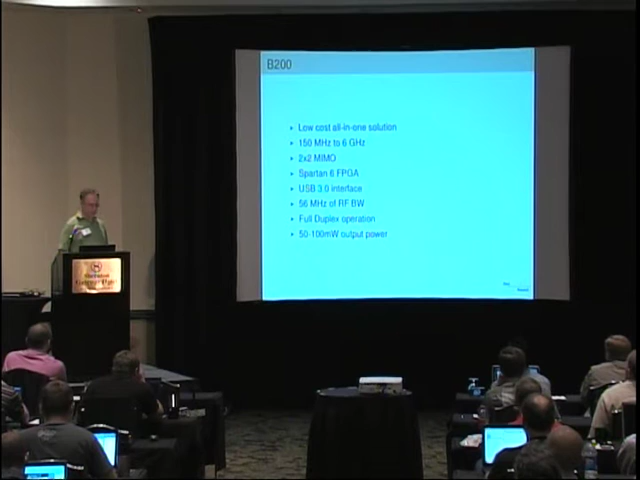 B200
Low cost all-in-one solution
150 MHz to 6 GHz
2x2 MIMO
Spartan 6 FPGA
USB 3.0 interface
56 MHz of RF BW
Full Duplex operation
50-100mW output power
Sheraton